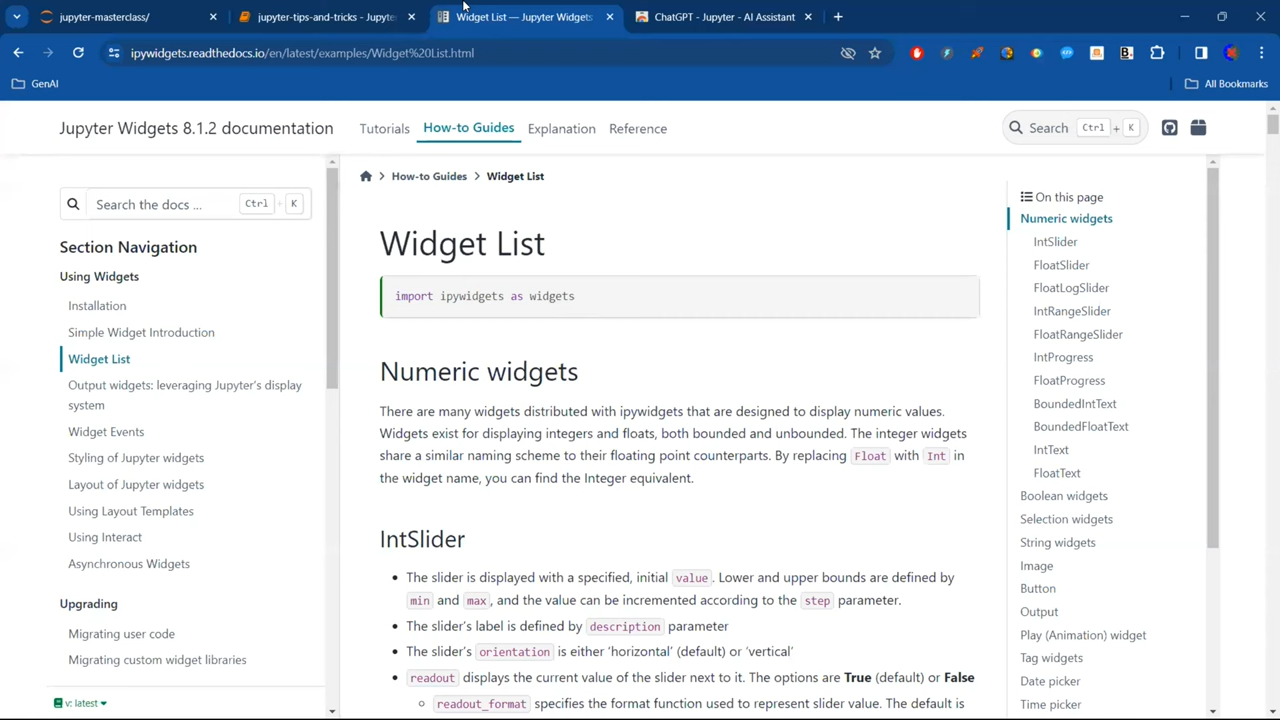 jupyter-masterclass/
jupyter-tips-and-tricks - Jupyte
Widget List — Jupyter Widgets
ChatGPT - Jupyter - AI Assistant
ipywidgets.readthedocs.io/en/latest/examples/Widget%20List.html
GenAI
All Bookmarks
Jupyter Widgets 8.1.2 documentation
Tutorials
How-to Guides
Explanation
Reference
Search Ctrl + K
Search the docs ... Ctrl + K
Section Navigation
Using Widgets
Installation
Simple Widget Introduction
Widget List
Output widgets: leveraging Jupyter's display
system
Widget Events
Styling of Jupyter widgets
Layout of Jupyter widgets
Using Layout Templates
Using Interact
Asynchronous Widgets
Upgrading
Migrating user code
Migrating custom widget libraries
v: latest
How-to Guides > Widget List
Widget List
import ipywidgets as widgets
Numeric widgets
There are many widgets distributed with ipywidgets that are designed to display numeric values.
Widgets exist for displaying integers and floats, both bounded and unbounded. The integer widgets
share a similar naming scheme to their floating point counterparts. By replacing Float with Int in
the widget name, you can find the Integer equivalent.
IntSlider
• The slider is displayed with a specified, initial value. Lower and upper bounds are defined by
min and max, and the value can be incremented according to the step parameter.
• The slider's label is defined by description parameter
• The slider's orientation is either 'horizontal' (default) or 'vertical'
• readout displays the current value of the slider next to it. The options are True (default) or False
○ readout_format specifies the format function used to represent slider value. The default is
On this page
Numeric widgets
IntSlider
FloatSlider
FloatLogSlider
IntRangeSlider
FloatRangeSlider
IntProgress
FloatProgress
BoundedIntText
BoundedFloatText
IntText
FloatText
Boolean widgets
Selection widgets
String widgets
Image
Button
Output
Play (Animation) widget
Tag widgets
Date picker
Time picker